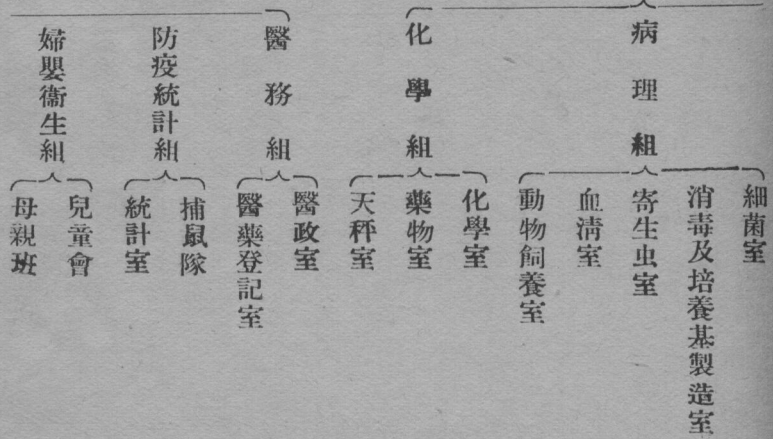 病理組
細菌室
消毒及培養基製造室
寄生虫室
血淸室
動物飼養室
化學組
化學室
藥物室
天秤室
醫務組
醫政室
醫藥登記室
防疫統計組
捕鼠隊
統計室
婦嬰衞生組
兒童會
母親班